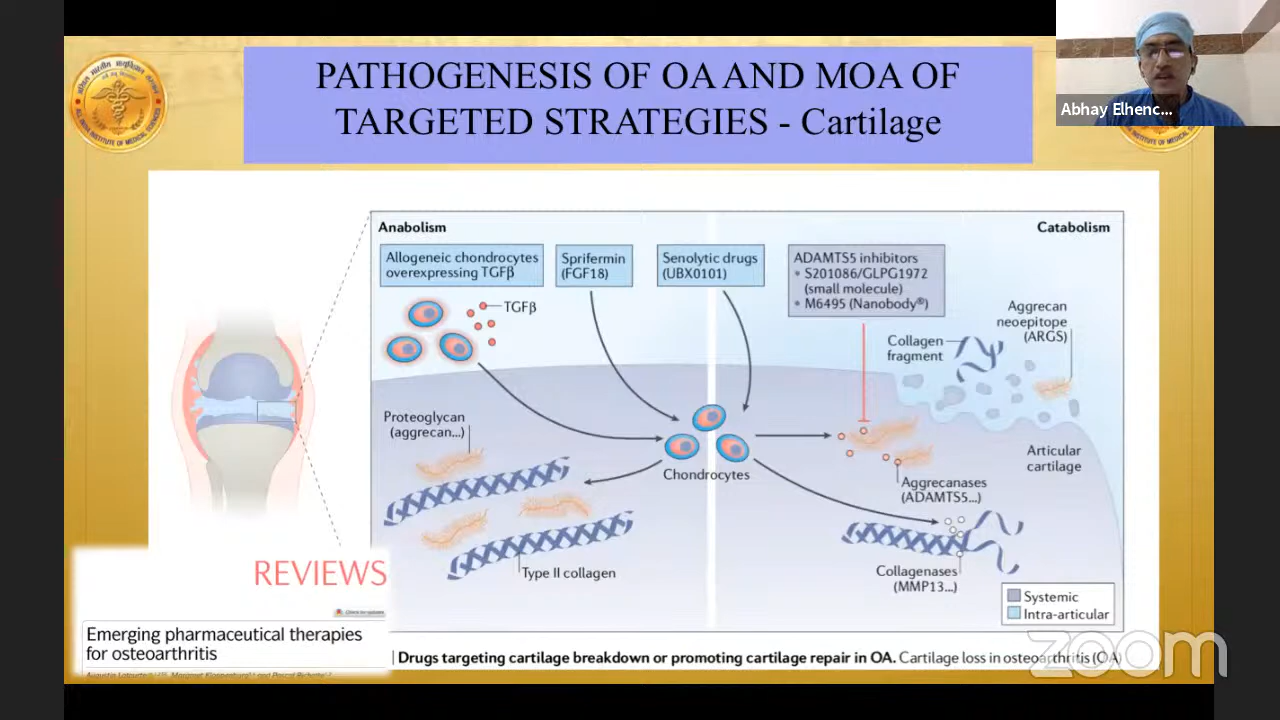 PATHOGENESIS OF OA AND MOA OF
TARGETED STRATEGIES - Cartilage
Abhay Elhenc...
Anabolism
Catabolism
Allogeneic chondrocytes
overexpressing TGFβ
Sprifermin
(FGF18)
Senolytic drugs
(UBX0101)
ADAMTS5 inhibitors
• S201086/GLPG1972
(small molecule)
• M6495 (Nanobody®)
TGFβ
Aggrecan
neoepitope
(ARGS)
Collagen
fragment
Proteoglycan
(aggrecan...)
Chondrocytes
Articular
cartilage
Aggrecanases
(ADAMTS5...)
Type II collagen
Collagenases
(MMP13...)
Systemic
Intra-articular
REVIEWS
Check for updates
Emerging pharmaceutical therapies
for osteoarthritis
Drugs targeting cartilage breakdown or promoting cartilage repair in OA. Cartilage loss in osteoarthritis (OA)
zoom